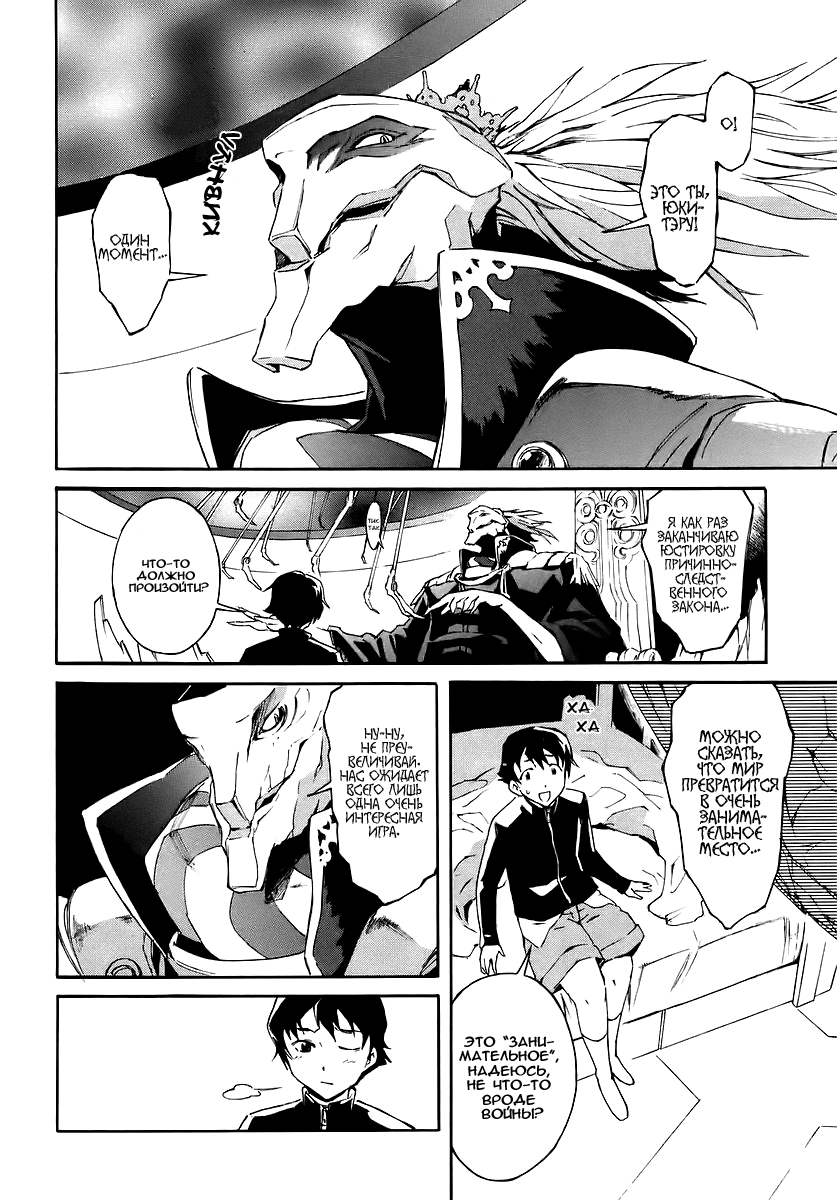 О!
ЭТО ТЫ,
ЮКИ-
ТЭРУ!
КИВНУЛ
ОДИН
МОМЕНТ...
Я КАК РАЗ
ЗАКАНЧИВАЮ
ЮСТИРОВКУ
ПРИЧИННО-
СЛЕДСТ-
ВЕННОГО
ЗАКОНА...
ТИК
ТАК
ЧТО-ТО
ДОЛЖНО
ПРОИЗОЙТИ?
МОЖНО
СКАЗАТЬ,
ЧТО МИР
ПРЕВРАТИТСЯ
В ОЧЕНЬ
ЗАНИМА-
ТЕЛЬНОЕ
МЕСТО...
ХА
ХА
ЭТО "ЗАНИ-
МАТЕЛЬНОЕ",
НАДЕЮСЬ,
НЕ ЧТО-ТО
ВРОДЕ
ВОЙНЫ?
НУ-НУ,
НЕ ПРЕУ-
ВЕЛИЧИВАЙ.
НАС ОЖИДАЕТ
ВСЕГО ЛИШЬ
ОДНА ОЧЕНЬ
ИНТЕРЕСНАЯ
ИГРА.